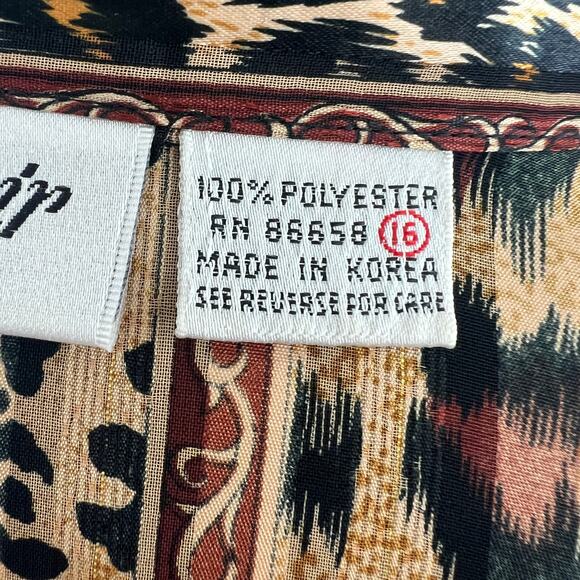 100% POLYESTER
RN 86658 16
MADE IN KOREA
SEE REVERSE FOR CARE